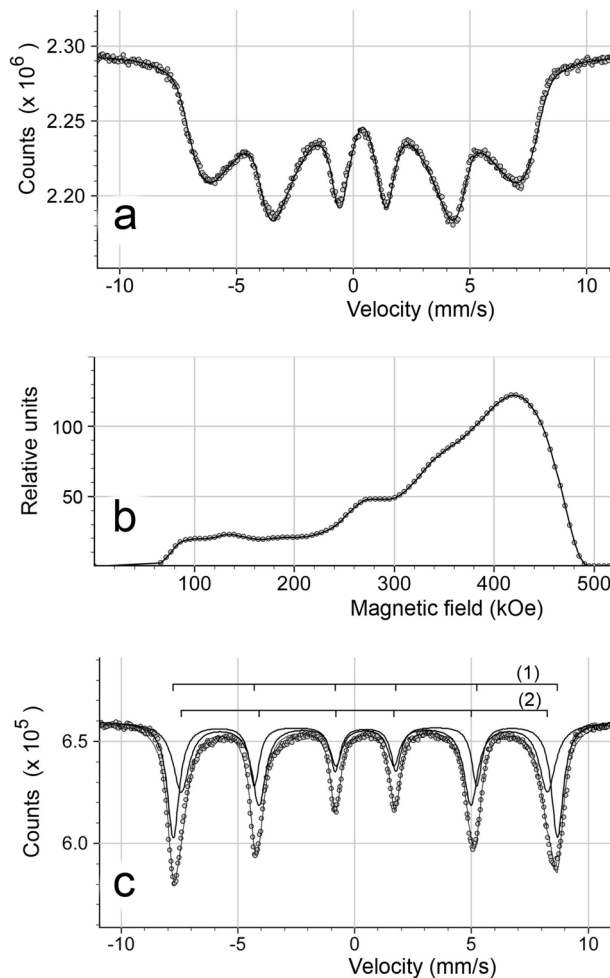 2.30
2.25
2.20
Counts (x 10⁶)
a
-10 -5 0 5 10
Velocity (mm/s)
100
50
Relative units
b
100 200 300 400 500
Magnetic field (kOe)
(1)
(2)
6.5
6.0
Counts (x 10⁵)
c
-10 -5 0 5 10
Velocity (mm/s)